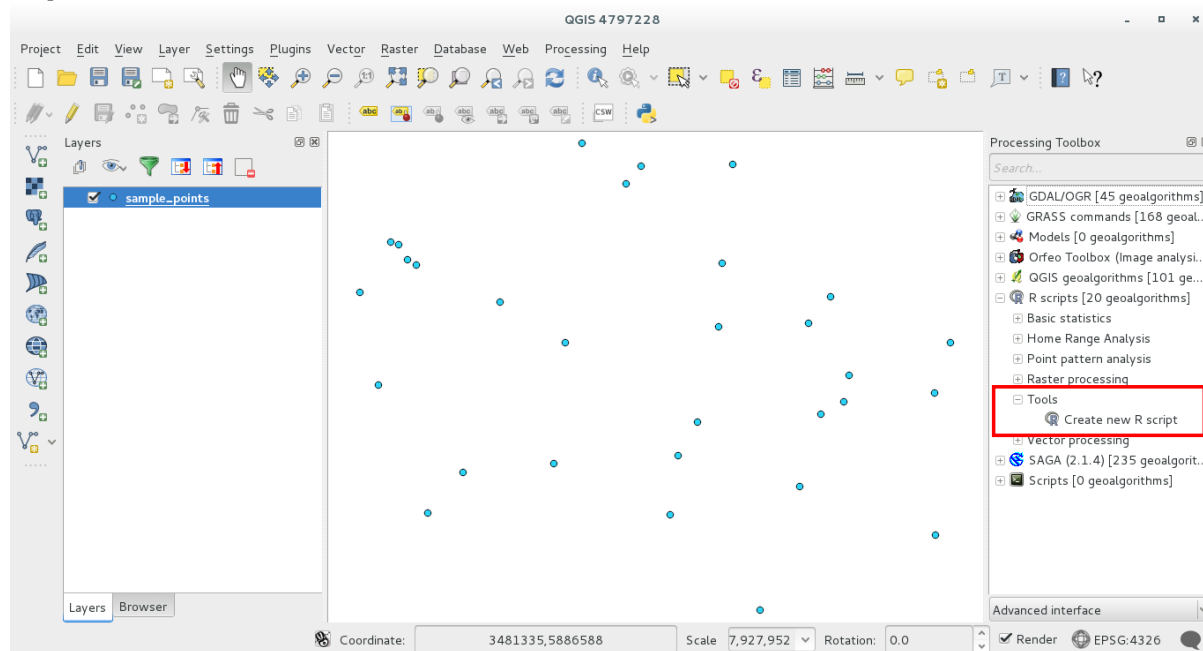 QGIS 4797228
Project Edit View Layer Settings Plugins Vector Raster Database Web Processing Help
Layers
sample_points
Layers Browser
Processing Toolbox
Search...
GDAL/OGR [45 geoalgorithms]
GRASS commands [168 geoal..
Models [0 geoalgorithms]
Orfeo Toolbox (Image analysi..
QGIS geoalgorithms [101 ge...
R scripts [20 geoalgorithms]
Basic statistics
Home Range Analysis
Point pattern analysis
Raster processing
Tools
Create new R script
Vector processing
SAGA (2.1.4) [235 geoalgorit..
Scripts [0 geoalgorithms]
Advanced interface
Coordinate: 3481335,5886588 Scale 7,927,952 Rotation: 0.0 Render EPSG:4326